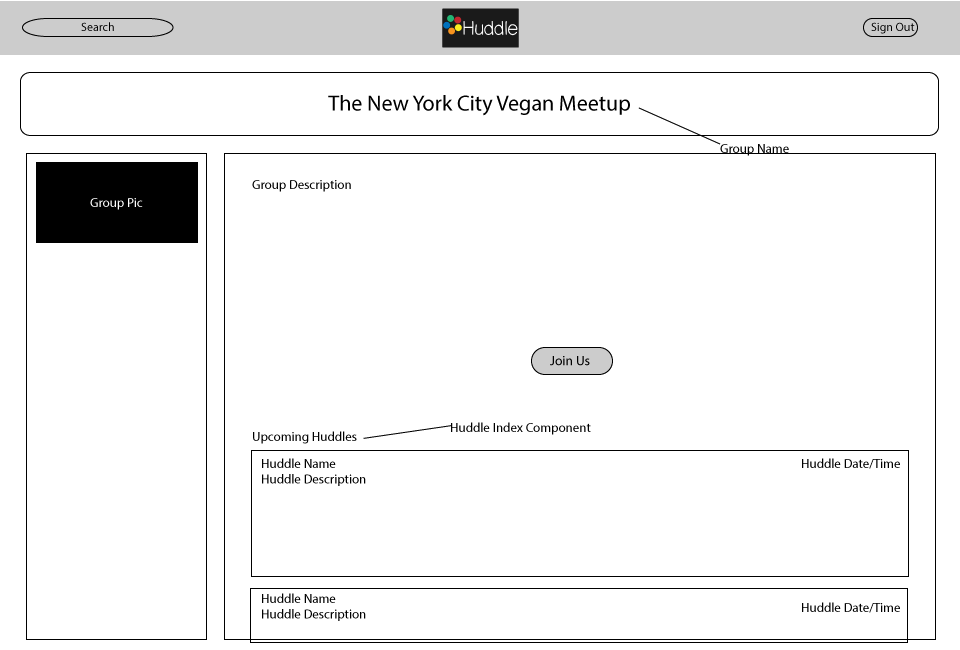 Search
Huddle
Sign Out
The New York City Vegan Meetup
Group Name
Group Pic
Group Description
Join Us
Huddle Index Component
Upcoming Huddles
Huddle Name
Huddle Date/Time
Huddle Description
Huddle Name
Huddle Date/Time
Huddle Description